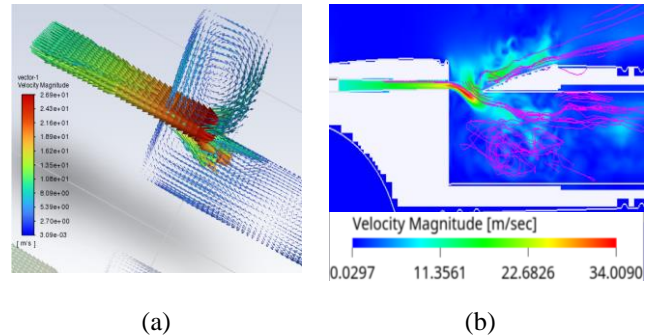 vector-1
Velocity Magnitude
2.69e+01
2.43e+01
2.16e+01
1.89e+01
1.62e+01
1.35e+01
1.08e+01
8.09e+00
5.39e+00
2.70e+00
3.09e-03
[ m/s ]
Velocity Magnitude [m/sec]
0.0297 11.3561 22.6826 34.0090
(a) (b)